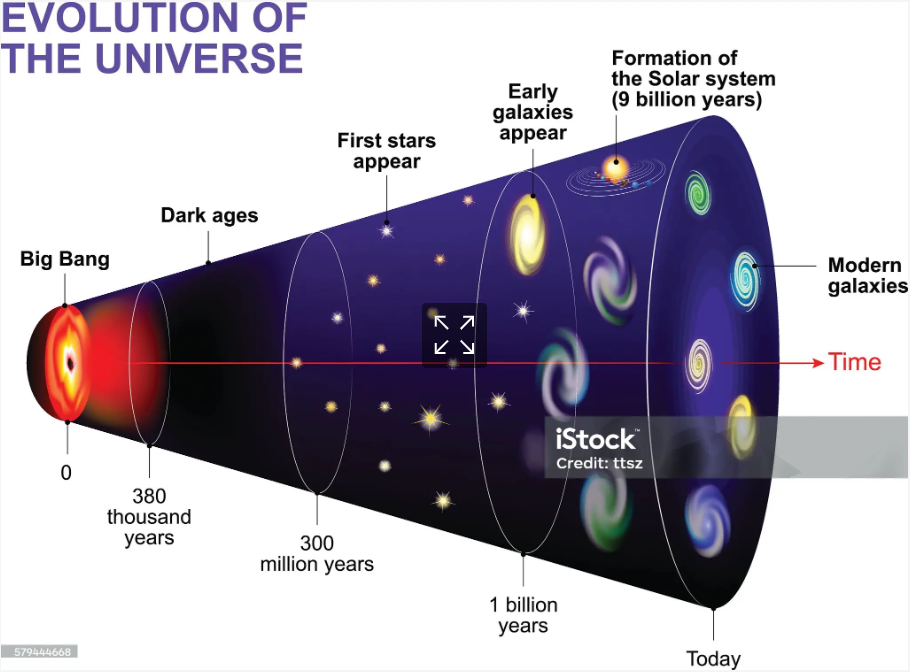 EVOLUTION OF
THE UNIVERSE
Formation of
the Solar system
(9 billion years)
Early
galaxies
appear
First stars
appear
Dark ages
Big Bang
Modern
galaxies
Time
iStock™
Credit: ttsz
0
380
thousand
years
300
million years
1 billion
years
Today
579444668